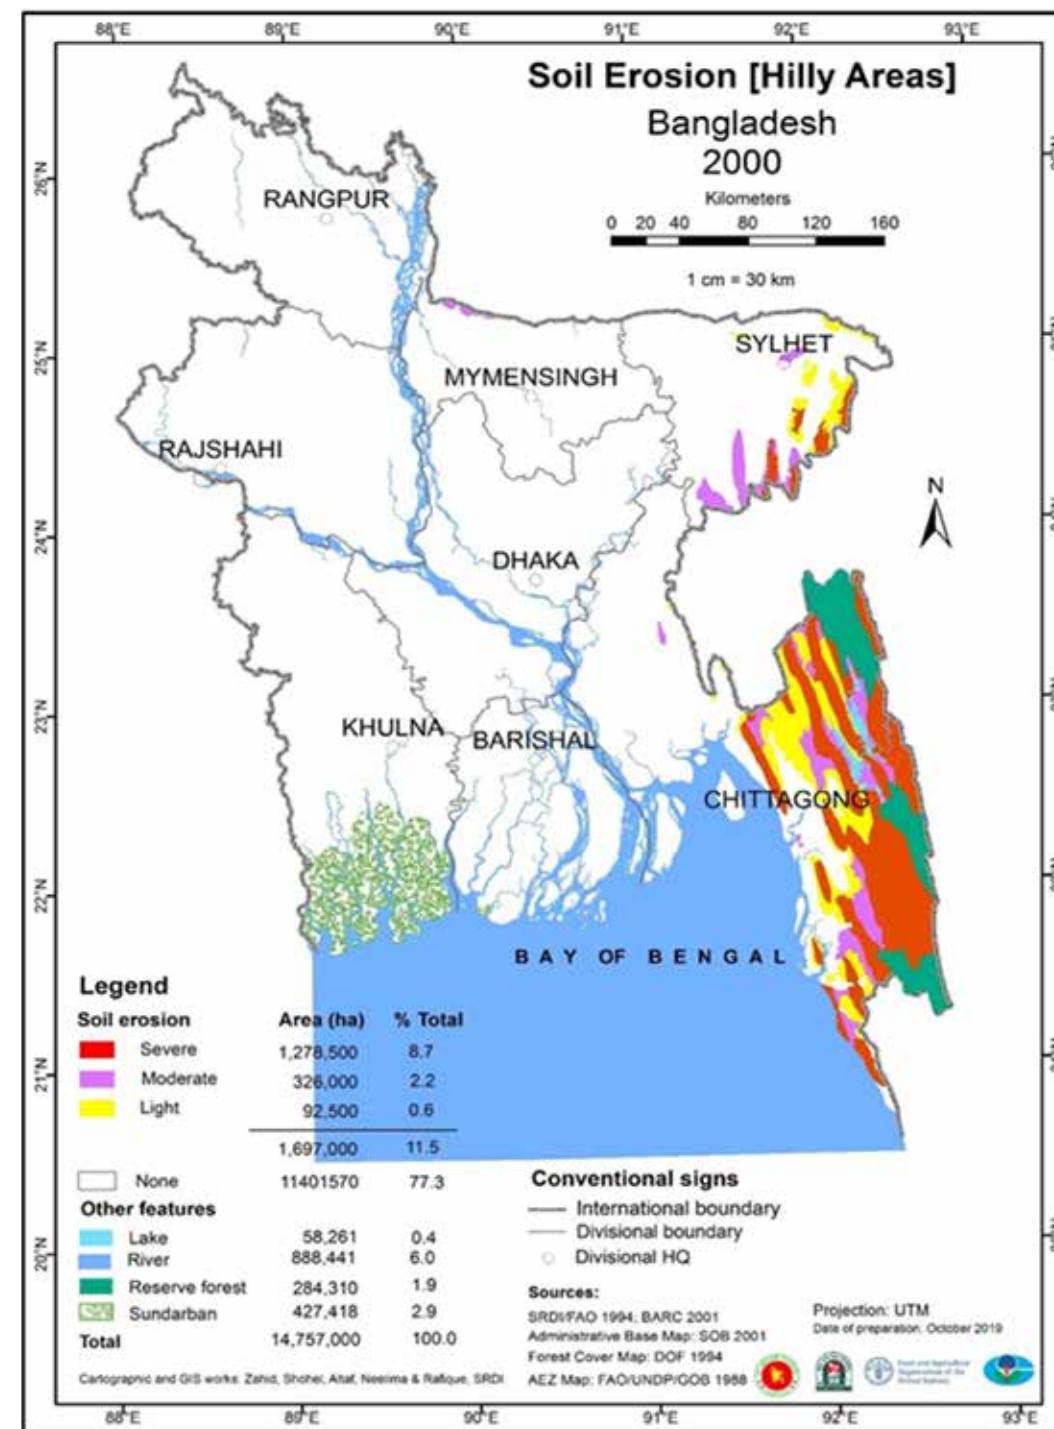 88°E 89°E 90°E 91°E 92°E 93°E
Soil Erosion [Hilly Areas]
Bangladesh
2000
Kilometers
0 20 40 80 120 160
1 cm = 30 km
26°N
RANGPUR
25°N
SYLHET
MYMENSINGH
RAJSHAHI
N
24°N
DHAKA
23°N
KHULNA
BARISHAL
CHITTAGONG
22°N
BAY OF BENGAL
21°N
20°N
Legend
Soil erosion Area (ha) % Total
Severe 1,278,500 8.7
Moderate 326,000 2.2
Light 92,500 0.6
1,697,000 11.5
None 11401570 77.3
Other features
Lake 58,261 0.4
River 888,441 6.0
Reserve forest 284,310 1.9
Sundarban 427,418 2.9
Total 14,757,000 100.0
Cartographic and GIS works: Zahid, Shohel, Altaf, Neelima & Rafique, SRDI
Conventional signs
International boundary
Divisional boundary
Divisional HQ
Sources:
SRDI/FAO 1994; BARC 2001
Administrative Base Map: SOB 2001
Forest Cover Map: DOF 1994
AEZ Map: FAO/UNDP/GOB 1988
Projection: UTM
Date of preparation: October 2019
Food and Agriculture
Organization of the
United Nations
88°E 89°E 90°E 91°E 92°E 93°E